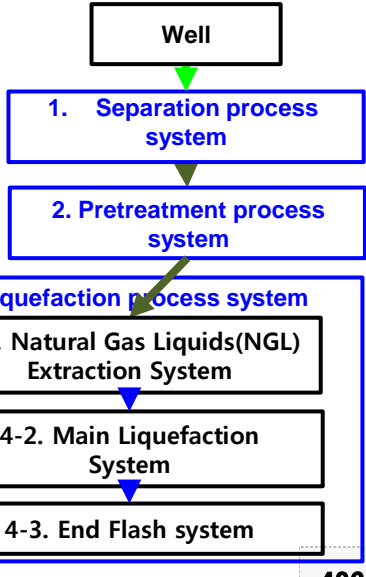 Well
1. Separation process
system
2. Pretreatment process
system
quefaction process system
. Natural Gas Liquids(NGL)
Extraction System
4-2. Main Liquefaction
System
4-3. End Flash system